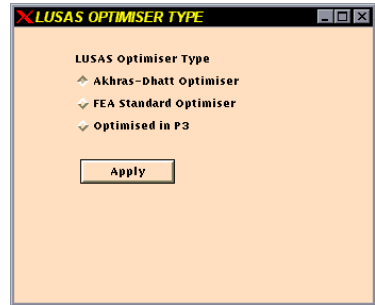 LUSAS OPTIMISER TYPE
LUSAS Optimiser Type
Akhras-Dhatt Optimiser
FEA Standard Optimiser
Optimised in P3
Apply